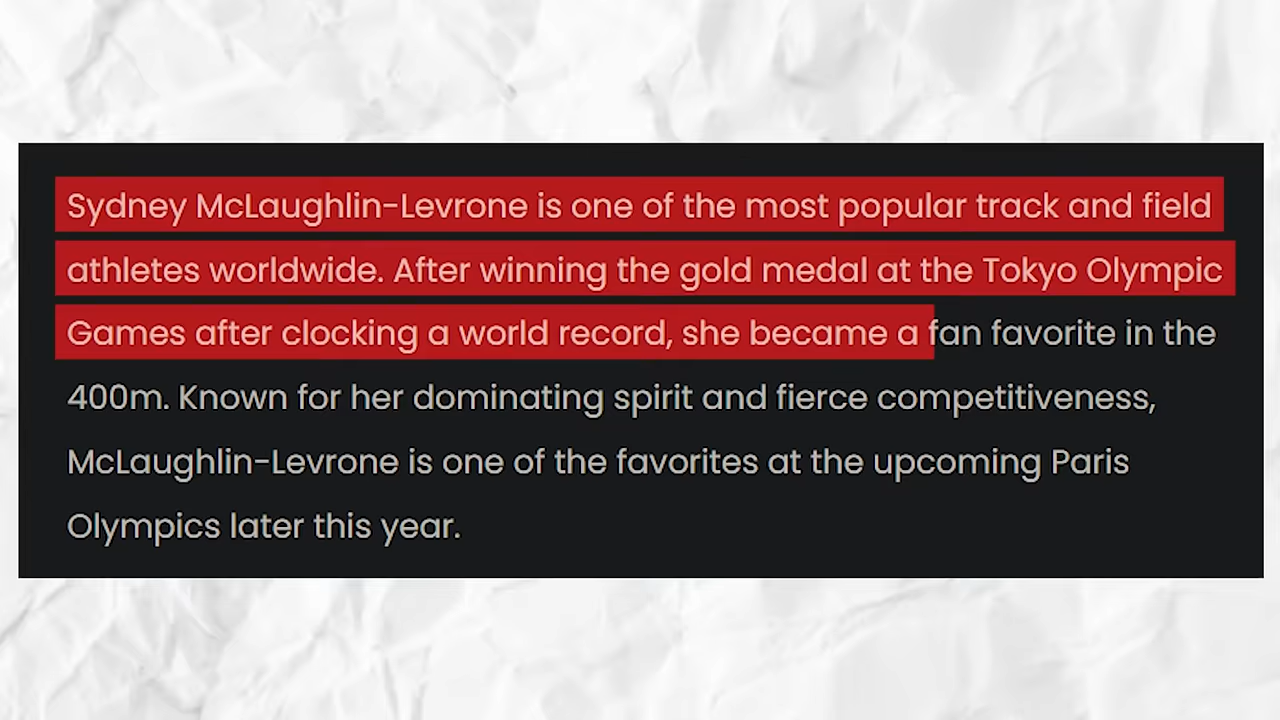 Sydney McLaughlin-Levrone is one of the most popular track and field
athletes worldwide. After winning the gold medal at the Tokyo Olympic
Games after clocking a world record, she became a fan favorite in the
400m. Known for her dominating spirit and fierce competitiveness,
McLaughlin-Levrone is one of the favorites at the upcoming Paris
Olympics later this year.